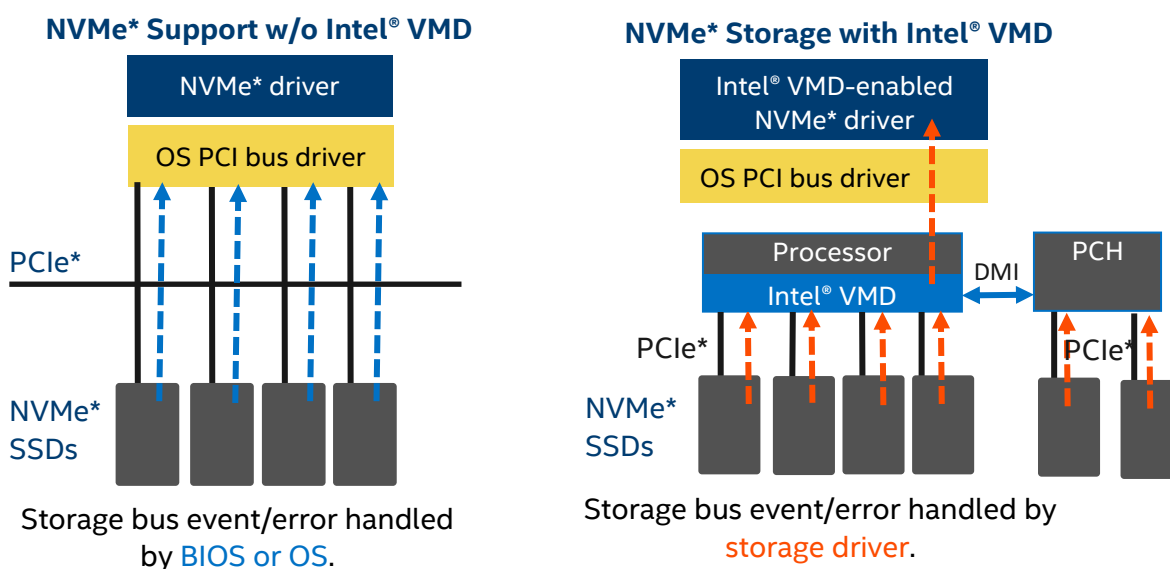 NVMe* Support w/o Intel® VMD
NVMe* driver
OS PCI bus driver
PCIe*
NVMe*
SSDs
Storage bus event/error handled
by BIOS or OS.
NVMe* Storage with Intel® VMD
Intel® VMD-enabled
NVMe* driver
OS PCI bus driver
Processor
Intel® VMD
DMI
PCH
PCIe*
PCIe*
NVMe*
SSDs
Storage bus event/error handled by
storage driver.